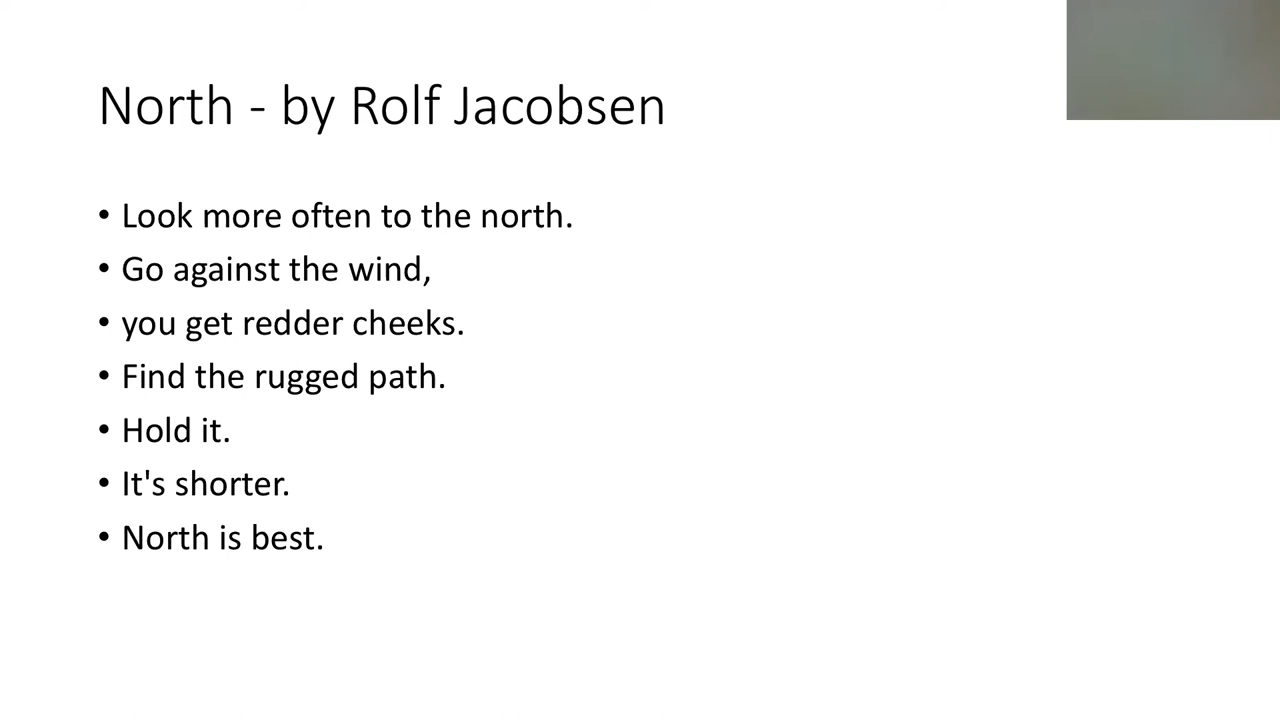 North - by Rolf Jacobsen
• Look more often to the north.
• Go against the wind,
• you get redder cheeks.
• Find the rugged path.
• Hold it.
• It's shorter.
• North is best.